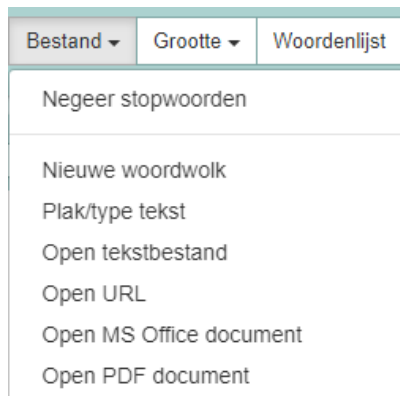 Bestand Grootte Woordenlijst
Negeer stopwoorden
Nieuwe woordwolk
Plak/type tekst
Open tekstbestand
Open URL
Open MS Office document
Open PDF document